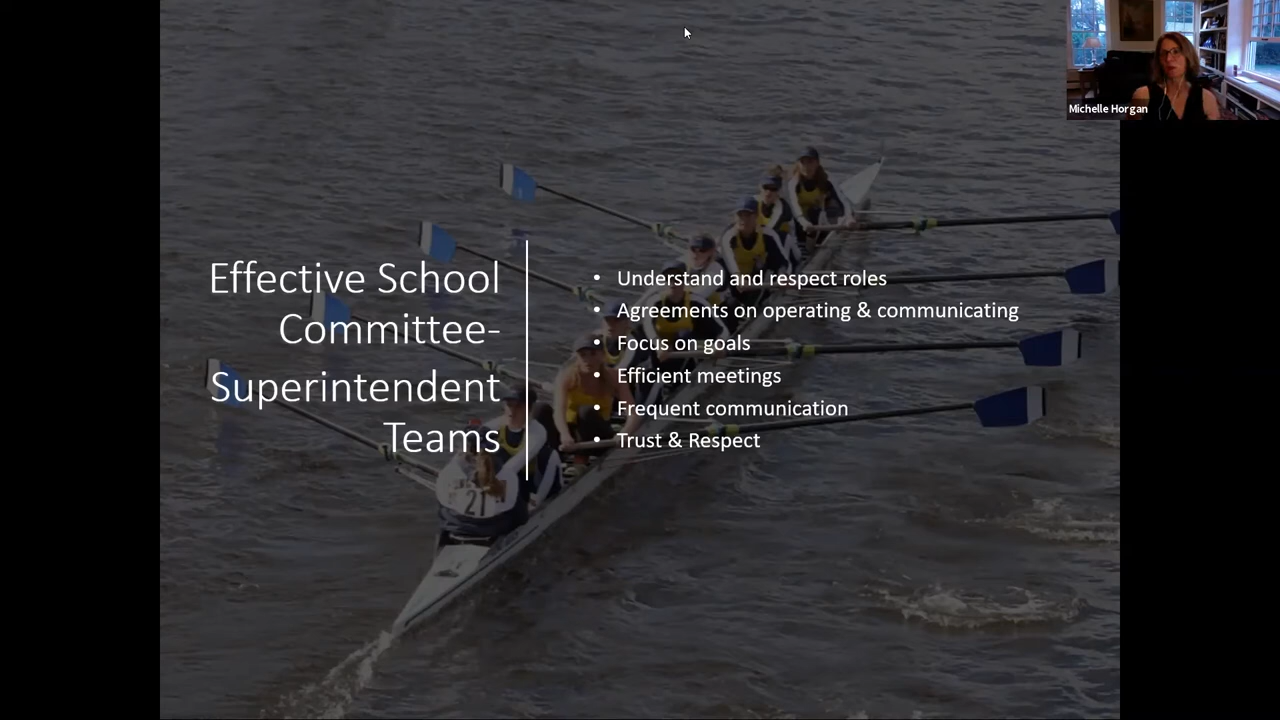 Michelle Horgan
Effective School
Committee-
Superintendent
Teams
• Understand and respect roles
• Agreements on operating & communicating
• Focus on goals
• Efficient meetings
• Frequent communication
• Trust & Respect
21